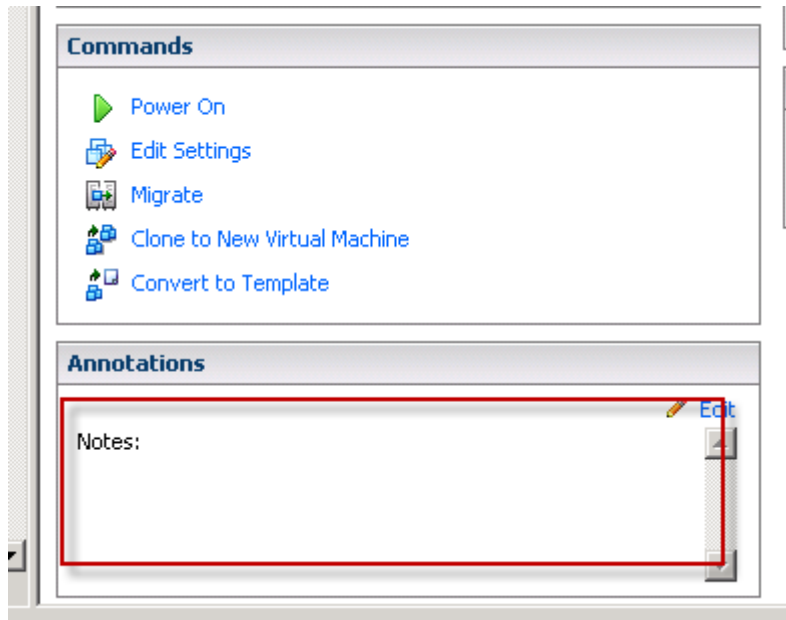 Commands
Power On
Edit Settings
Migrate
Clone to New Virtual Machine
Convert to Template
Annotations
Edit
Notes: